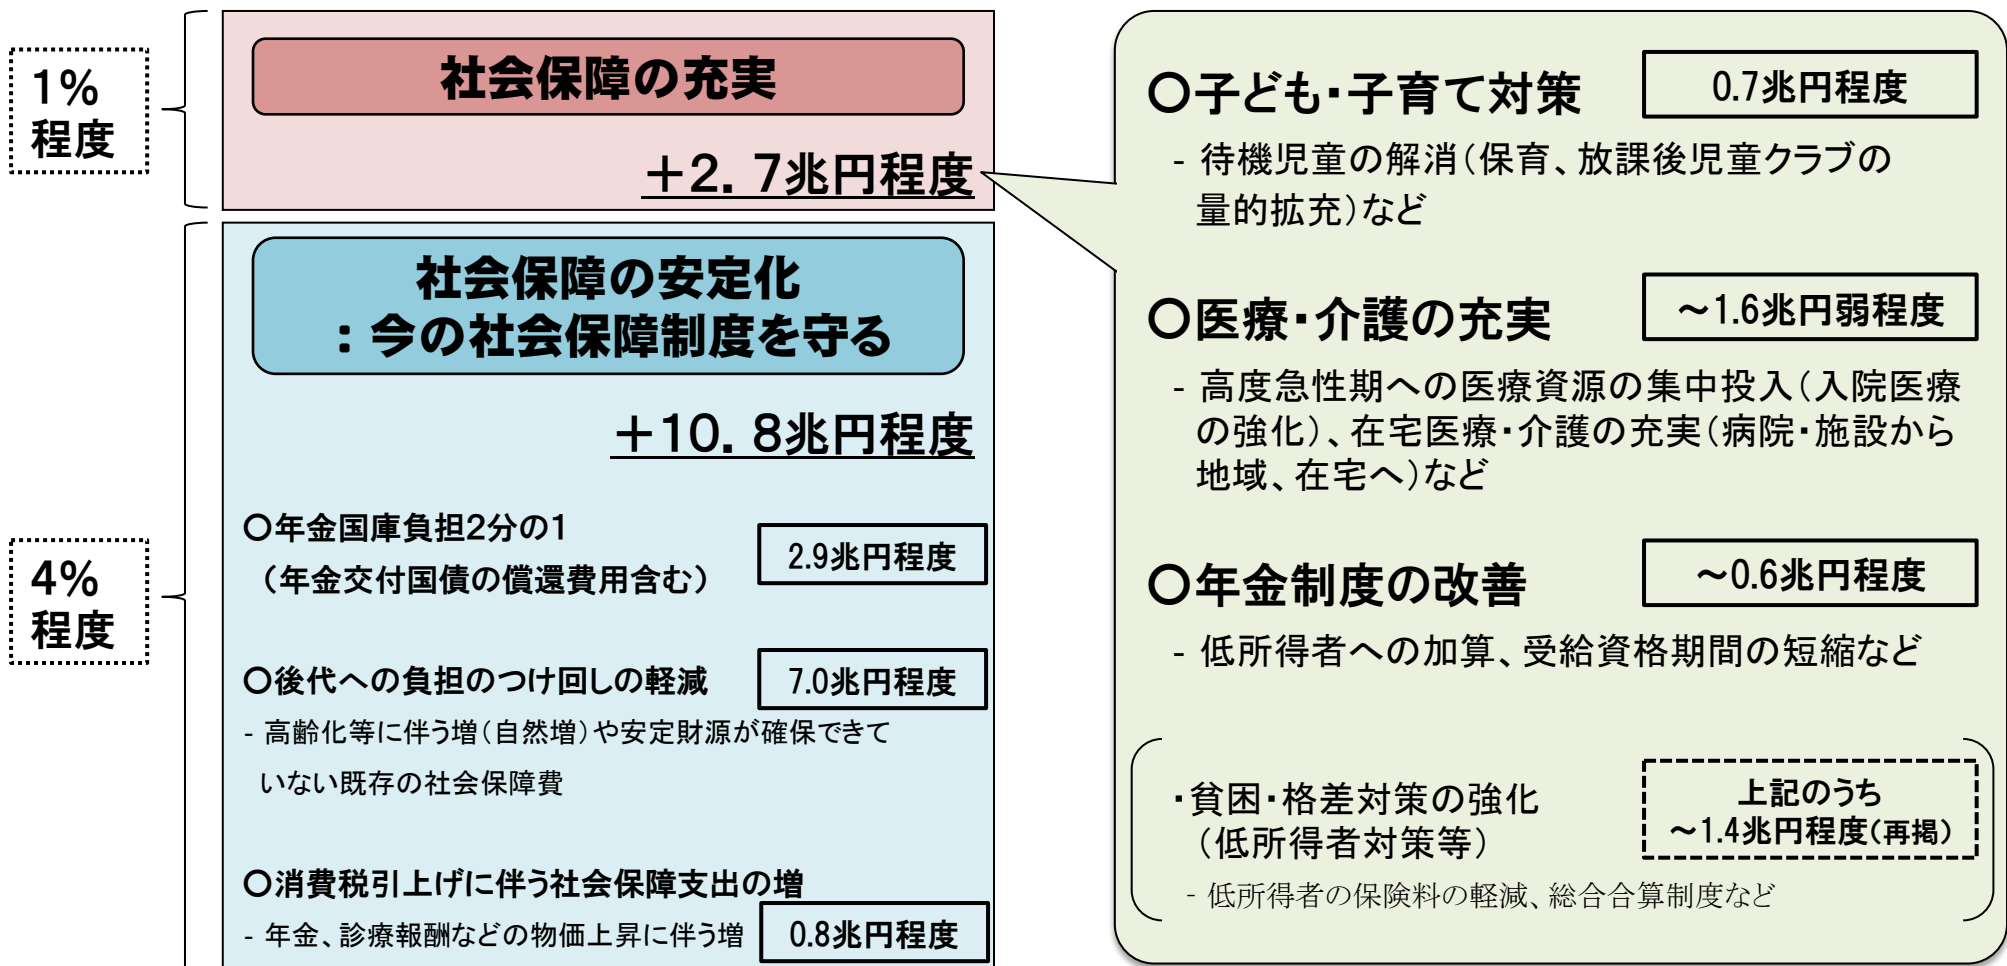 1%
程度
社会保障の充実
＋2．7兆円程度
4%
程度
社会保障の安定化
：今の社会保障制度を守る
＋10．8兆円程度
○年金国庫負担2分の1
（年金交付国債の償還費用含む）
2.9兆円程度
○後代への負担のつけ回しの軽減
7.0兆円程度
- 高齢化等に伴う増（自然増）や安定財源が確保できて
いない既存の社会保障費
○消費税引上げに伴う社会保障支出の増
- 年金、診療報酬などの物価上昇に伴う増
0.8兆円程度
○子ども・子育て対策
0.7兆円程度
- 待機児童の解消（保育、放課後児童クラブの
量的拡充）など
○医療・介護の充実
～1.6兆円弱程度
- 高度急性期への医療資源の集中投入（入院医療
の強化）、在宅医療・介護の充実（病院・施設から
地域、在宅へ）など
○年金制度の改善
～0.6兆円程度
- 低所得者への加算、受給資格期間の短縮など
・貧困・格差対策の強化
（低所得者対策等）
上記のうち
～1.4兆円程度（再掲）
- 低所得者の保険料の軽減、総合合算制度など